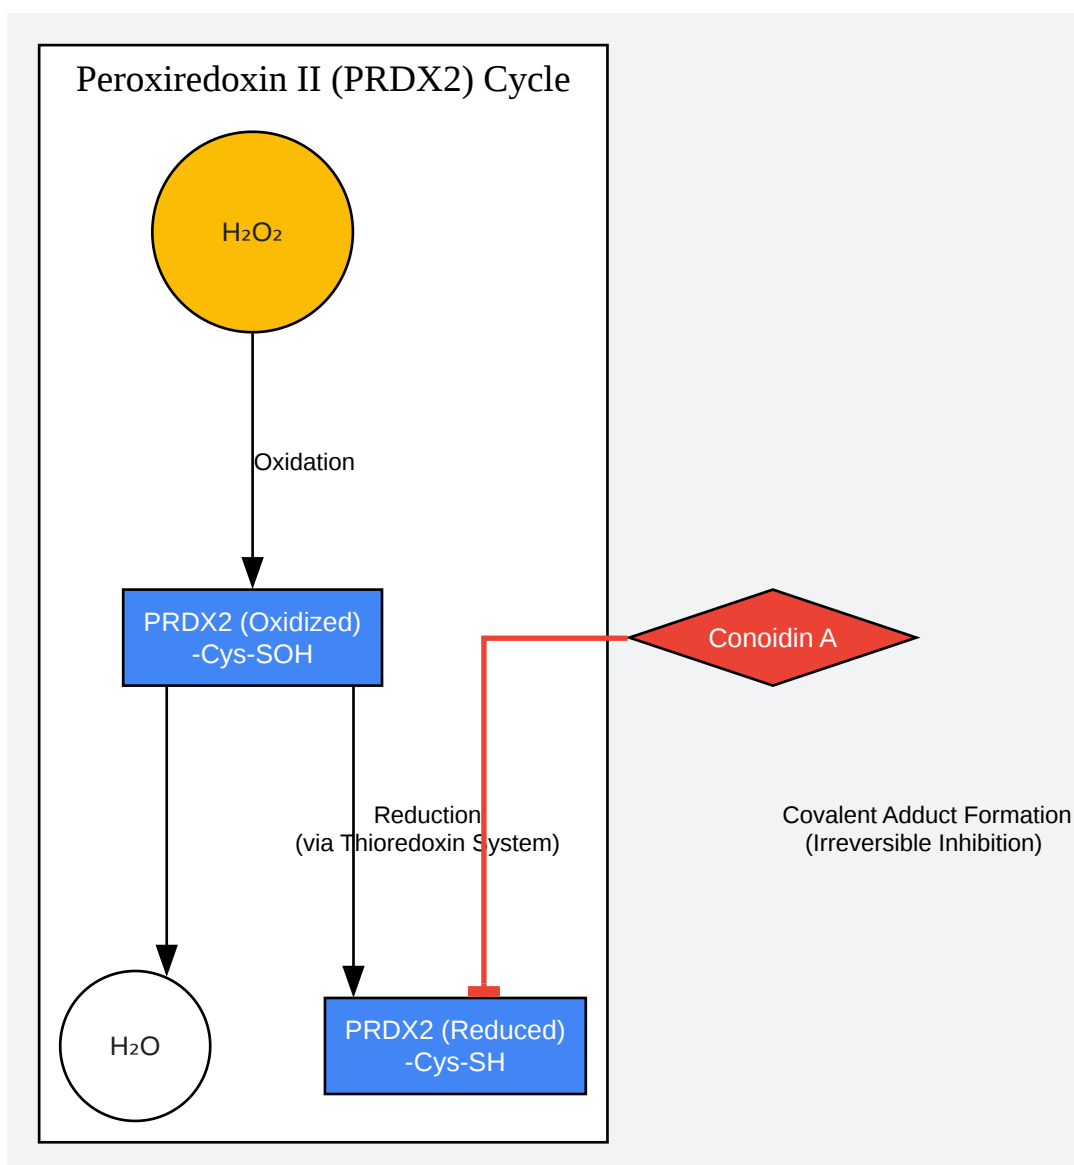 Peroxiredoxin II (PRDX2) Cycle
H₂O₂
Oxidation
PRDX2 (Oxidized)
-Cys-SOH
Conoidin A
Reduction
(via Thioredoxin System)
Covalent Adduct Formation
(Irreversible Inhibition)
H₂O
PRDX2 (Reduced)
-Cys-SH